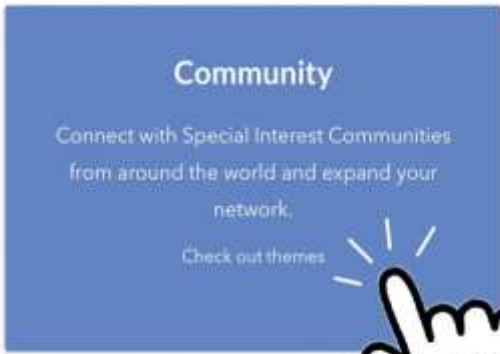 Community
Connect with Special Interest Communities
from around the world and expand your
network.
Check out themes